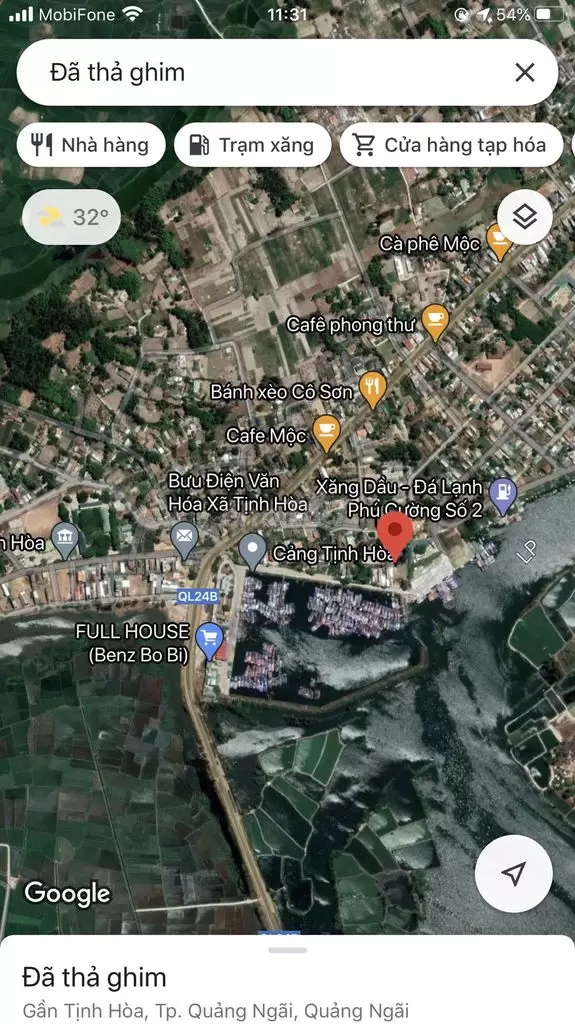 MobiFone
11:31
54%
Đã thả ghim
Nhà hàng
Trạm xăng
Cửa hàng tạp hóa
32°
Cà phê Mộc
Cafê phong thư
Bánh xèo Cô Sơn
Cafe Mộc
Bưu Điện Văn
Hóa Xã Tịnh Hòa
Xăng Dầu - Đá Lạnh
Phú Cường Số 2
h Hòa
Cảng Tịnh Hòa
QL24B
FULL HOUSE
(Benz Bo Bi)
Google
Đã thả ghim
Gần Tịnh Hòa, Tp. Quảng Ngãi, Quảng Ngãi